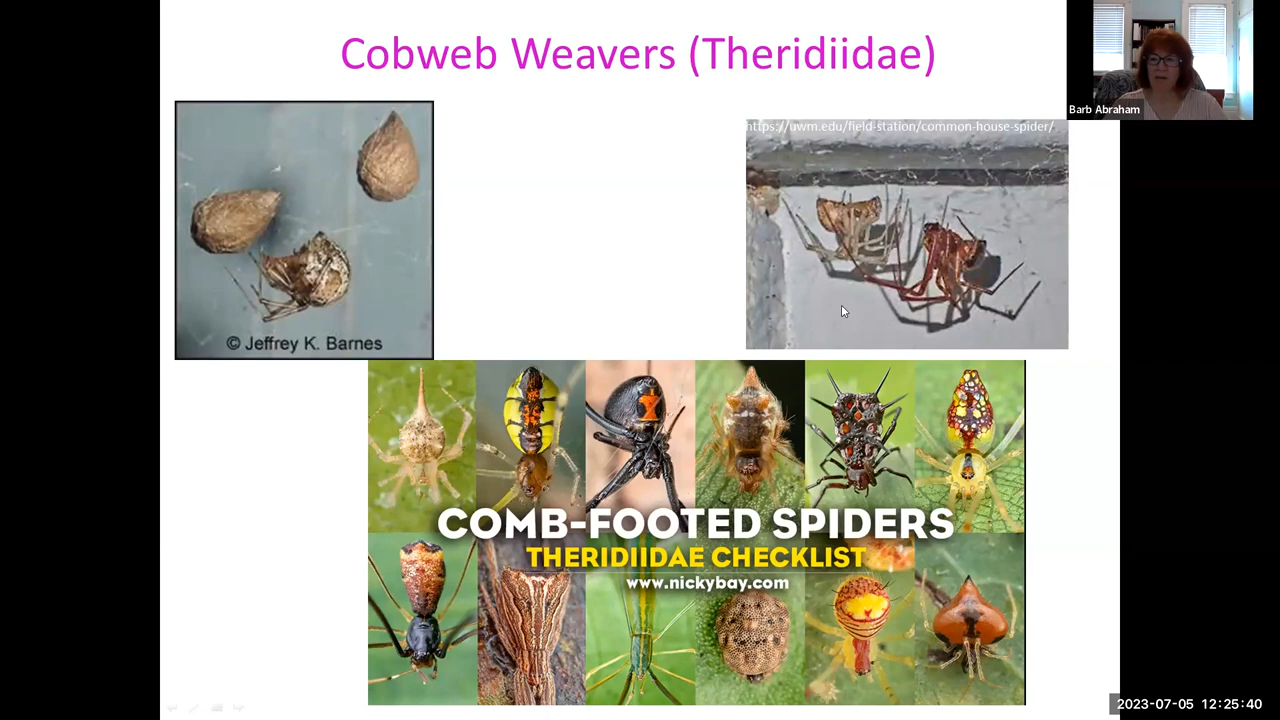 Cobweb Weavers (Theridiidae)
Barb Abraham
https://uwm.edu/field-station/common-house-spider/
© Jeffrey K. Barnes
COMB-FOOTED SPIDERS
THERIDIIDAE CHECKLIST
www.nickybay.com
2023-07-05 12:25:40